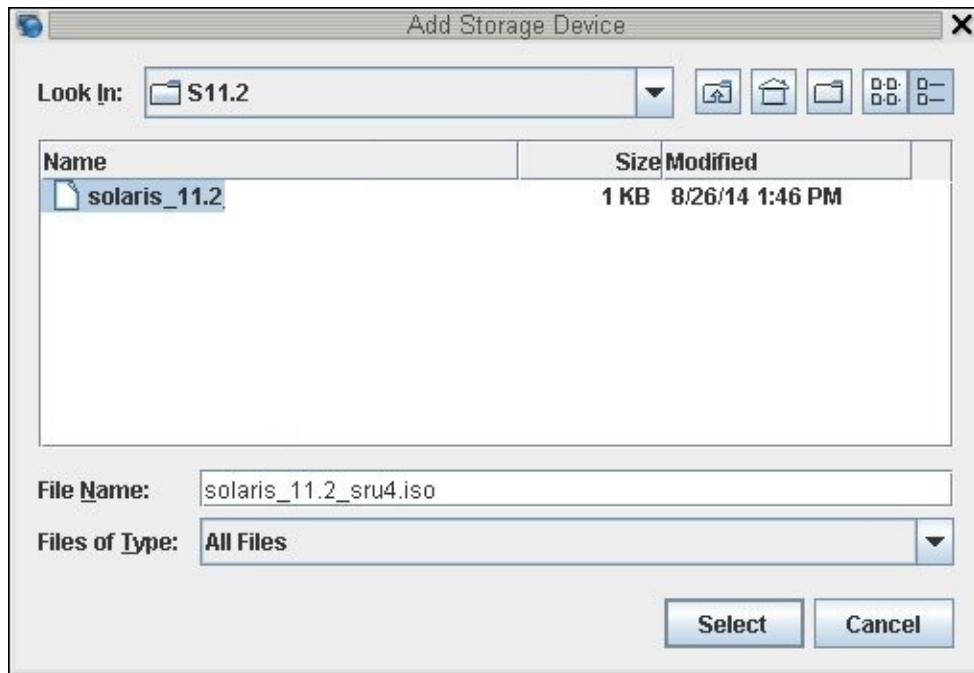 Add Storage Device
Look In: S11.2
Name Size Modified
solaris_11.2 1 KB 8/26/14 1:46 PM
File Name: solaris_11.2_sru4.iso
Files of Type: All Files
Select Cancel